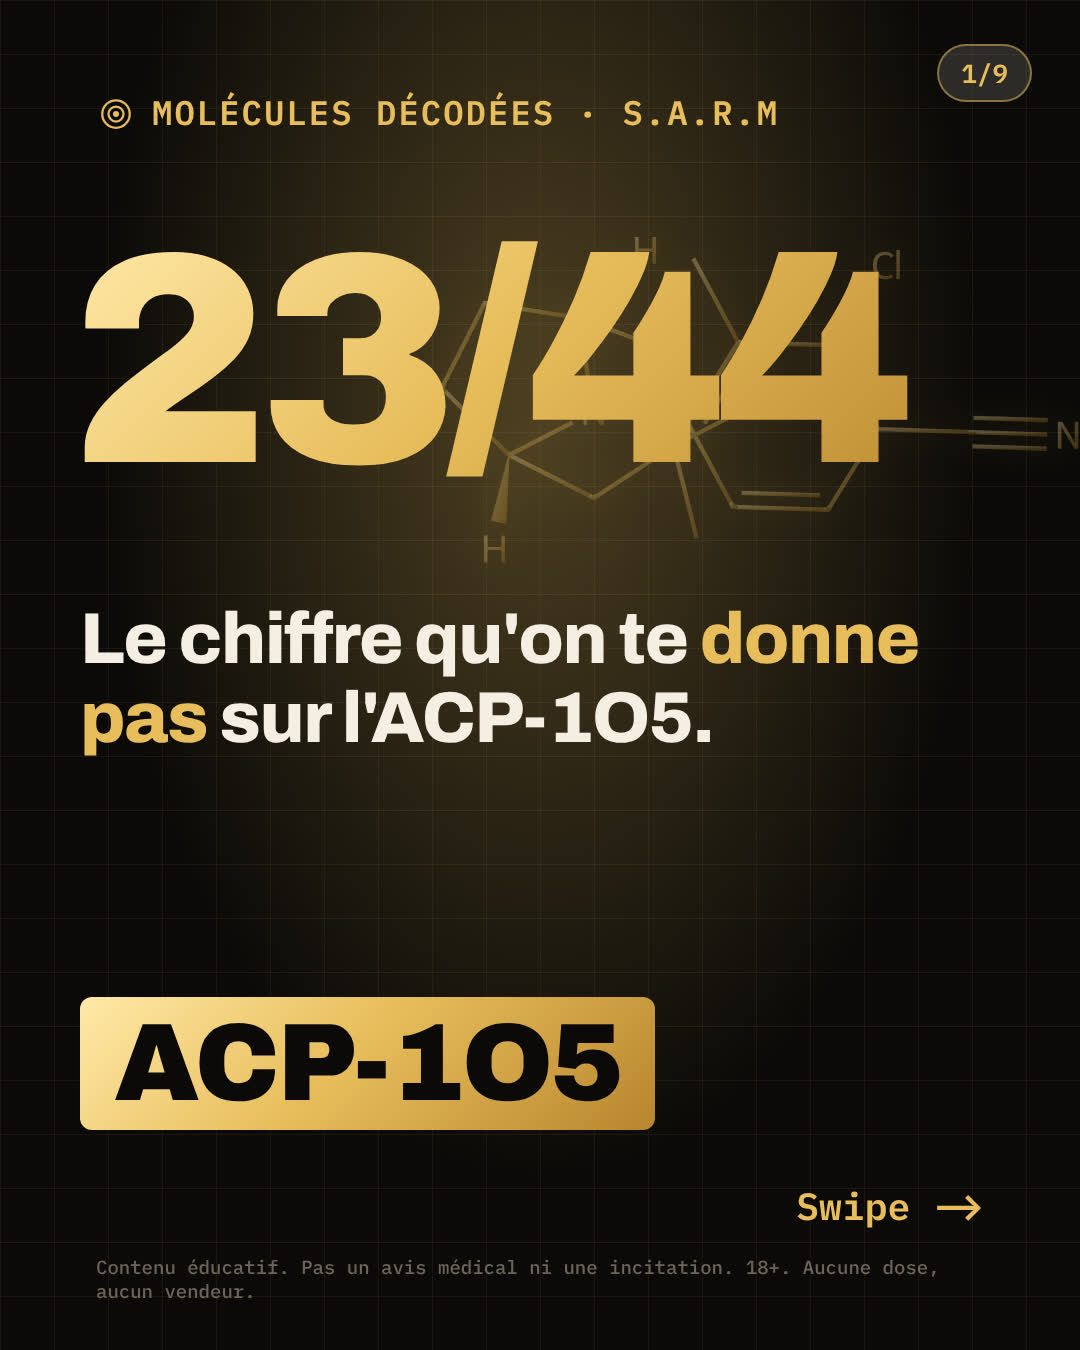 1/9
MOLÉCULES DÉCODÉES · S.A.R.M
23/44
H
Cl
N
H
Le chiffre qu'on te donne
pas sur l'ACP-105.
ACP-105
Swipe →
Contenu éducatif. Pas un avis médical ni une incitation. 18+. Aucune dose,
aucun vendeur.